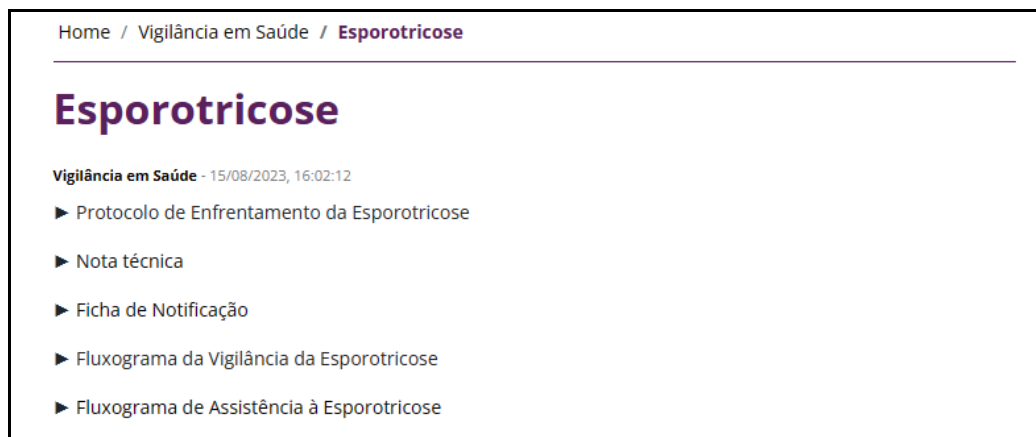 Home / Vigilância em Saúde / Esporotricose
Esporotricose
Vigilância em Saúde - 15/08/2023, 16:02:12
► Protocolo de Enfrentamento da Esporotricose
► Nota técnica
► Ficha de Notificação
► Fluxograma da Vigilância da Esporotricose
► Fluxograma de Assistência à Esporotricose